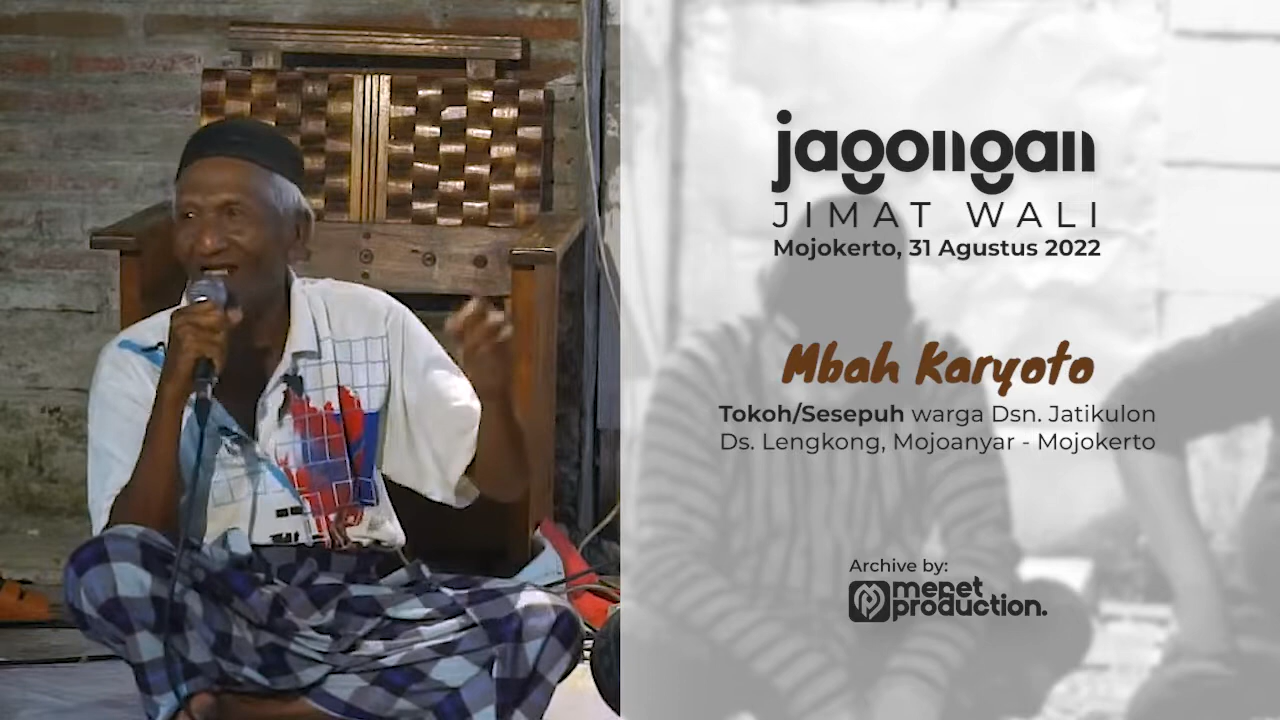 jagongan
JIMAT WALI
Mojokerto, 31 Agustus 2022
Mbah Karyoto
Tokoh/Sesepuh warga Dsn. Jatikulon
Ds. Lengkong, Mojoanyar - Mojokerto
Archive by:
menet
production.